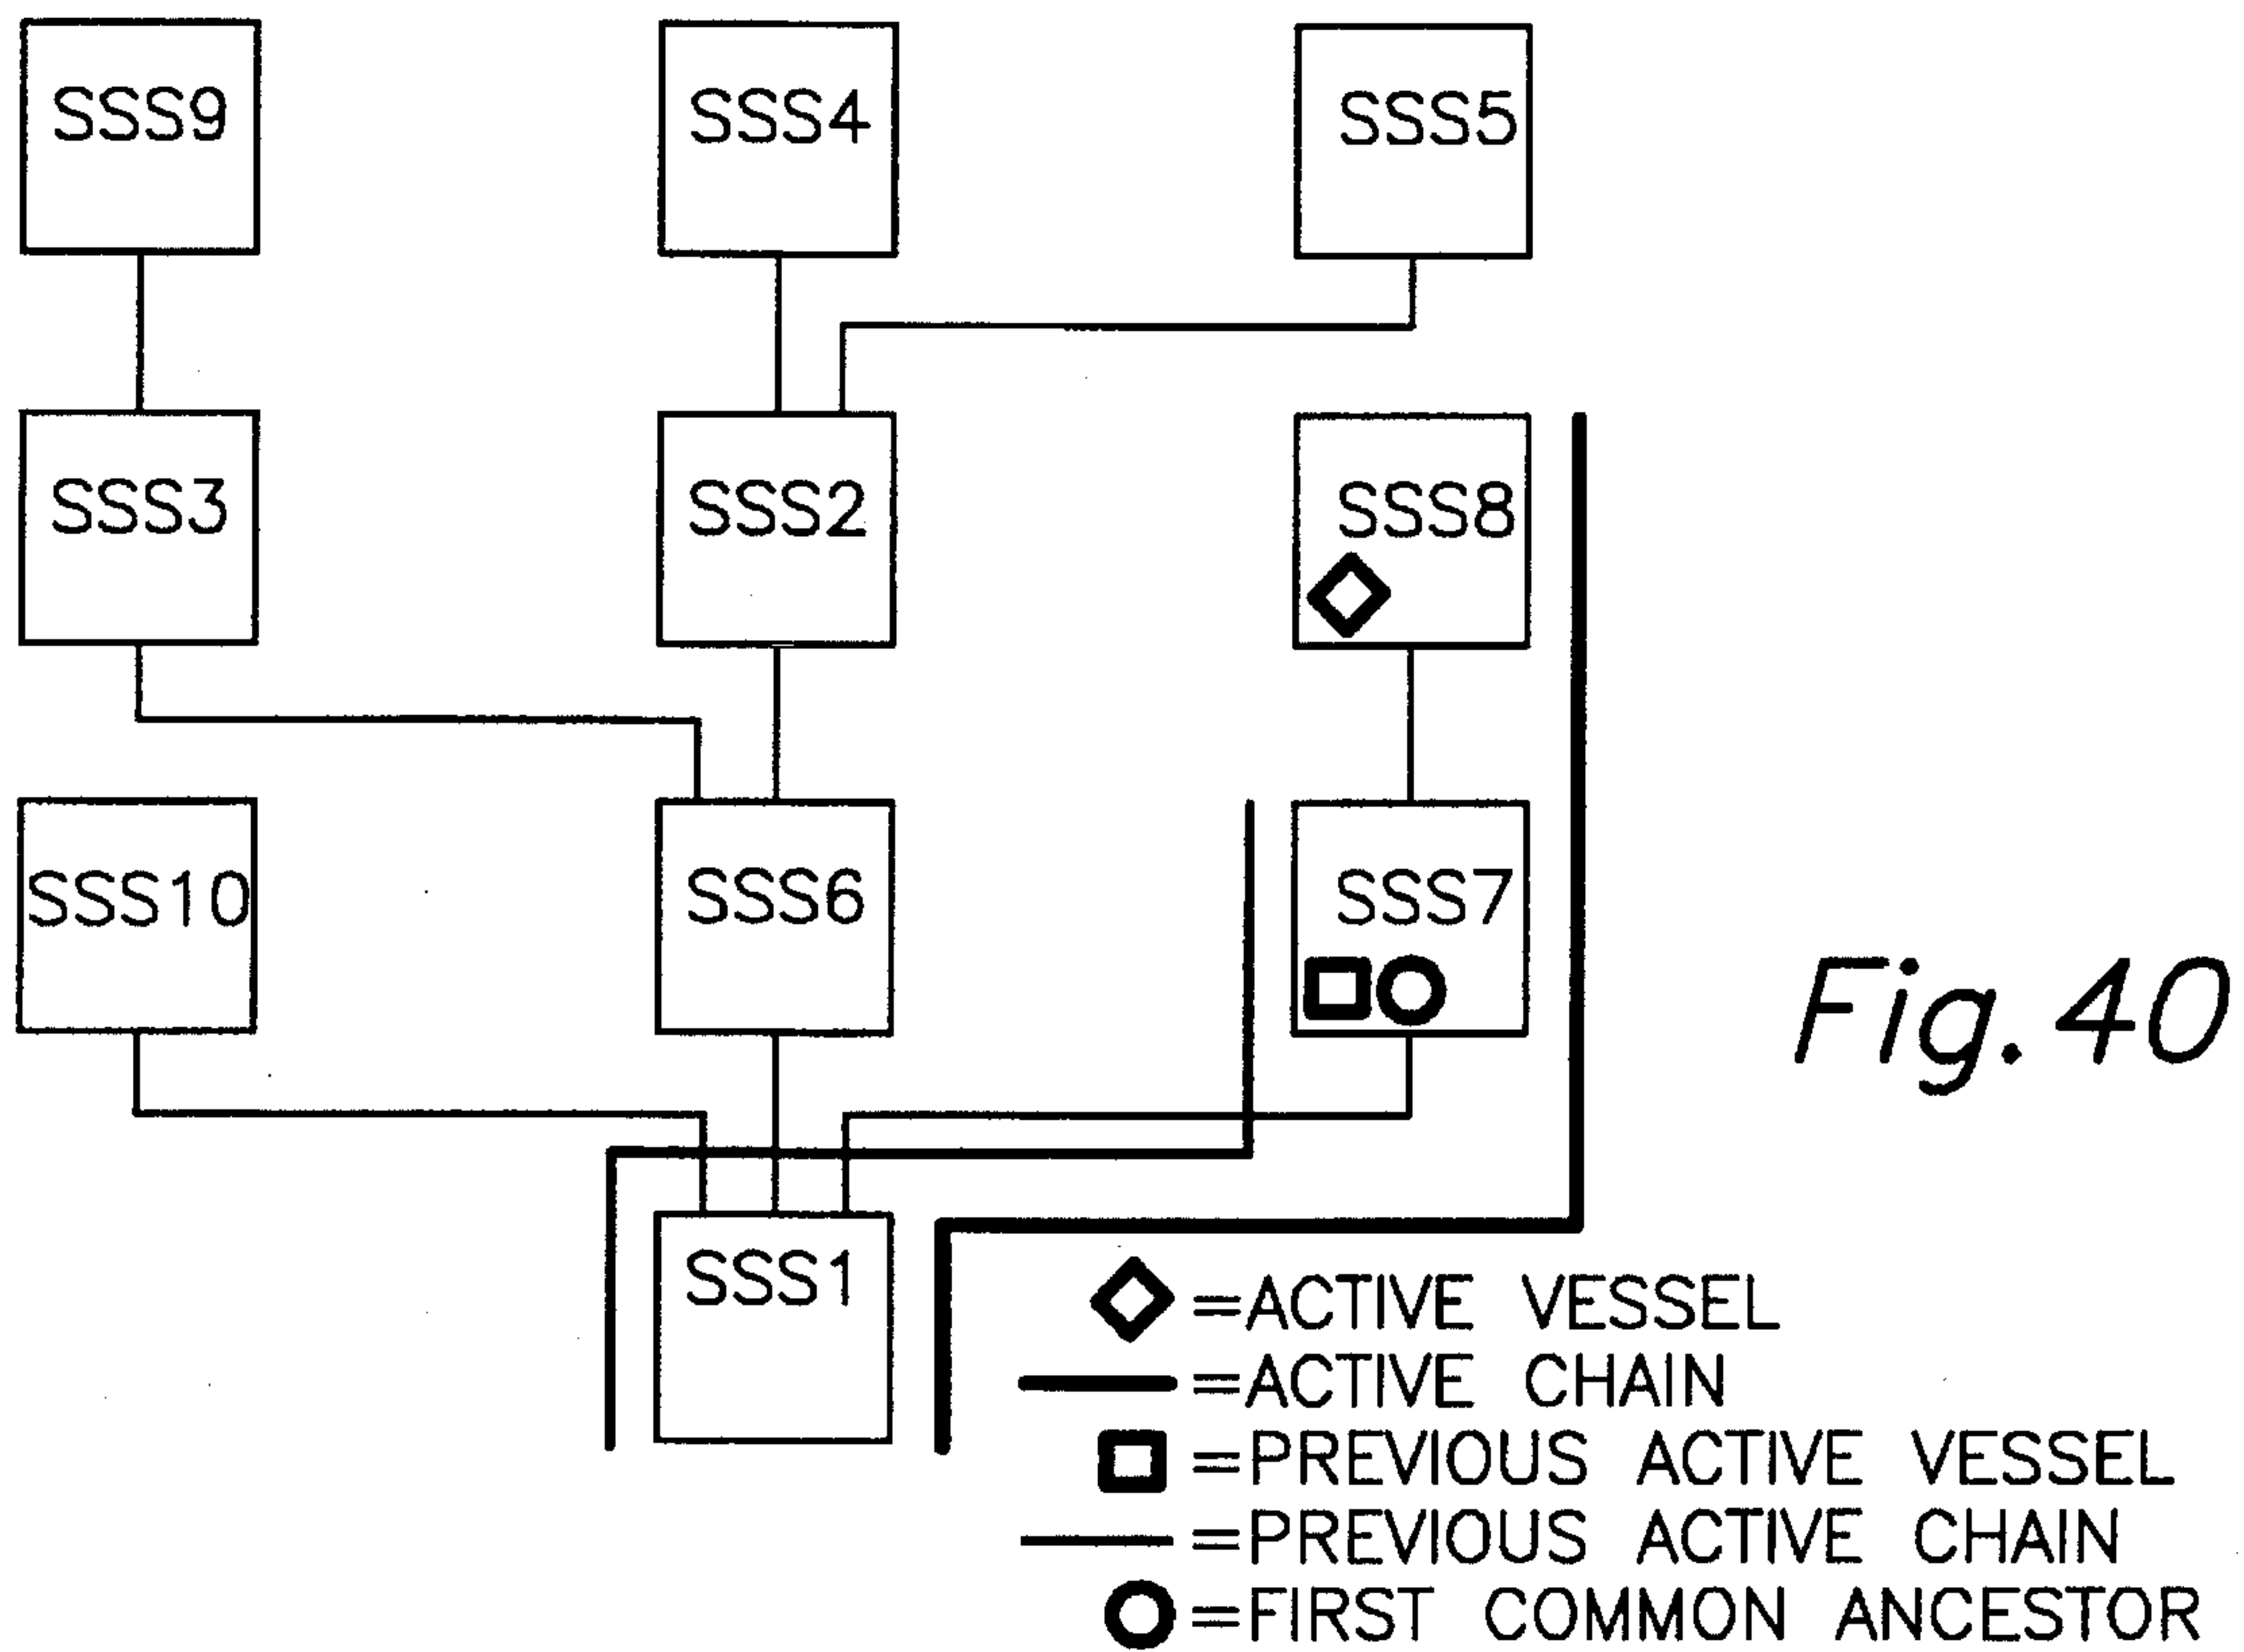 SSS9
SSS4
SSS5
SSS3
SSS2
SSS8
SSS10
SSS6
SSS7
Fig.40
SSS1
=ACTIVE VESSEL
=ACTIVE CHAIN
=PREVIOUS ACTIVE VESSEL
=PREVIOUS ACTIVE CHAIN
=FIRST COMMON ANCESTOR